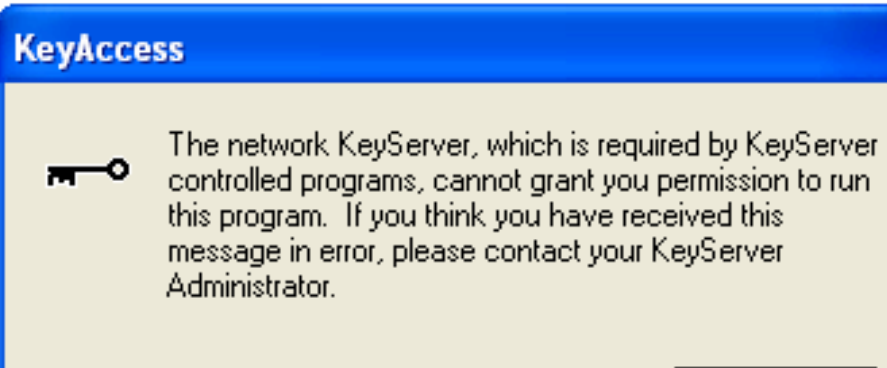 KeyAccess
The network KeyServer, which is required by KeyServer
controlled programs, cannot grant you permission to run
this program.  If you think you have received this
message in error, please contact your KeyServer
Administrator.